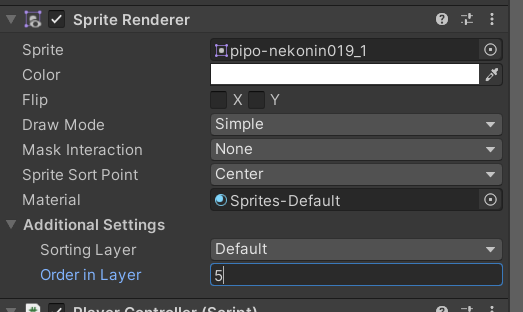 Sprite Renderer
Sprite pipo-nekonin019_1
Color
Flip X Y
Draw Mode Simple
Mask Interaction None
Sprite Sort Point Center
Material Sprites-Default
Additional Settings
Sorting Layer Default
Order in Layer 5
Player Controller (Script)